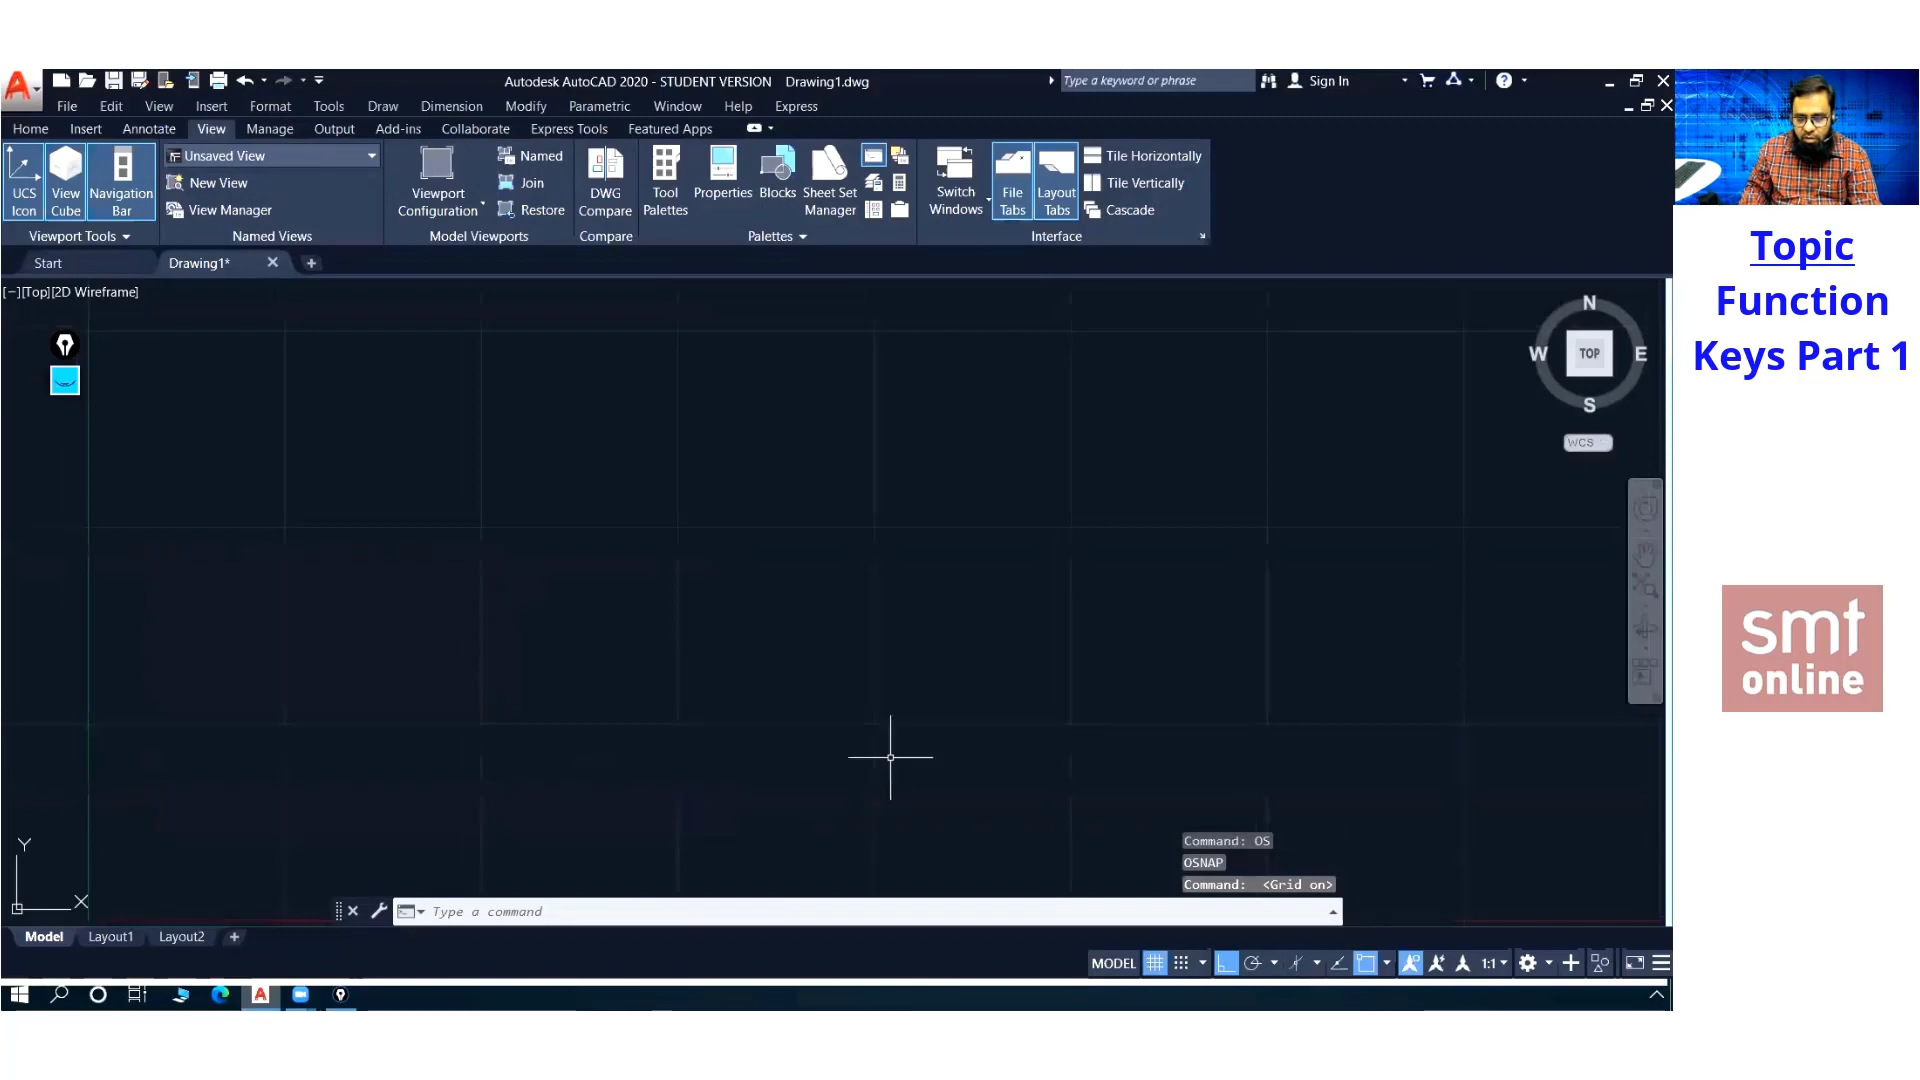 Autodesk AutoCAD 2020 - STUDENT VERSION Drawing1.dwg
Type a keyword or phrase
Sign In
File Edit View Insert Format Tools Draw Dimension Modify Parametric Window Help Express
Home Insert Annotate View Manage Output Add-ins Collaborate Express Tools Featured Apps
UCS Icon
View Cube
Navigation Bar
Viewport Tools
Unsaved View
New View
View Manager
Named Views
Viewport Configuration
Named
Join
Restore
Model Viewports
DWG Compare
Compare
Tool Palettes
Properties
Blocks
Sheet Set Manager
Palettes
Switch Windows
File Tabs
Layout Tabs
Tile Horizontally
Tile Vertically
Cascade
Interface
Start
Drawing1*
[−][Top][2D Wireframe]
N
W
TOP
E
S
WCS
Y
X
Command: OS
OSNAP
Command: <Grid on>
Type a command
Model Layout1 Layout2
MODEL
1:1
Topic
Function
Keys Part 1
smt
online